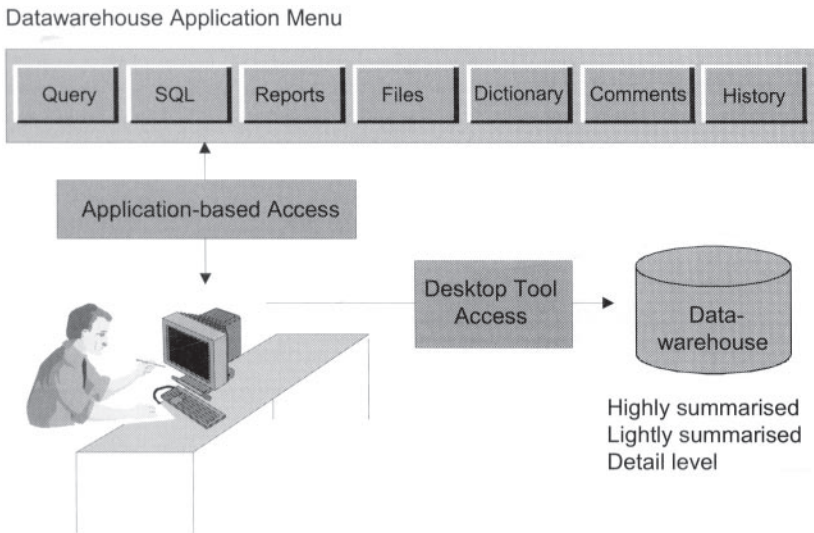 Datawarehouse Application Menu
Query SQL Reports Files Dictionary Comments History
Application-based Access
Desktop Tool
Access
Data-
warehouse
Highly summarised
Lightly summarised
Detail level